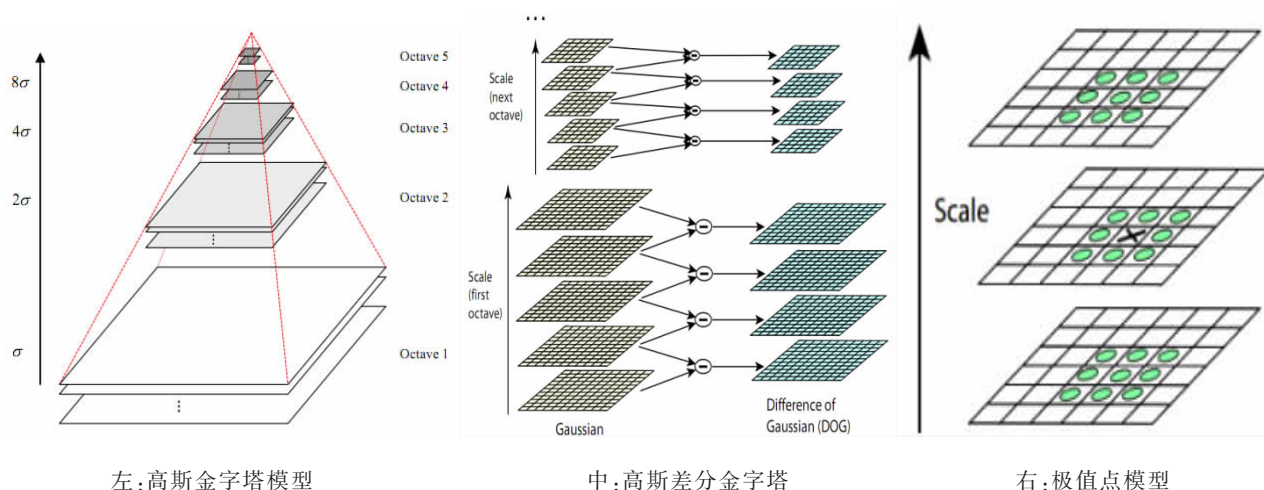 8σ
4σ
2σ
σ
Octave 5
Octave 4
Octave 3
Octave 2
Octave 1
...
Scale
(next
octave)
Scale
(first
octave)
Gaussian
Difference of
Gaussian (DOG)
Scale
左:高斯金字塔模型
中:高斯差分金字塔
右:极值点模型